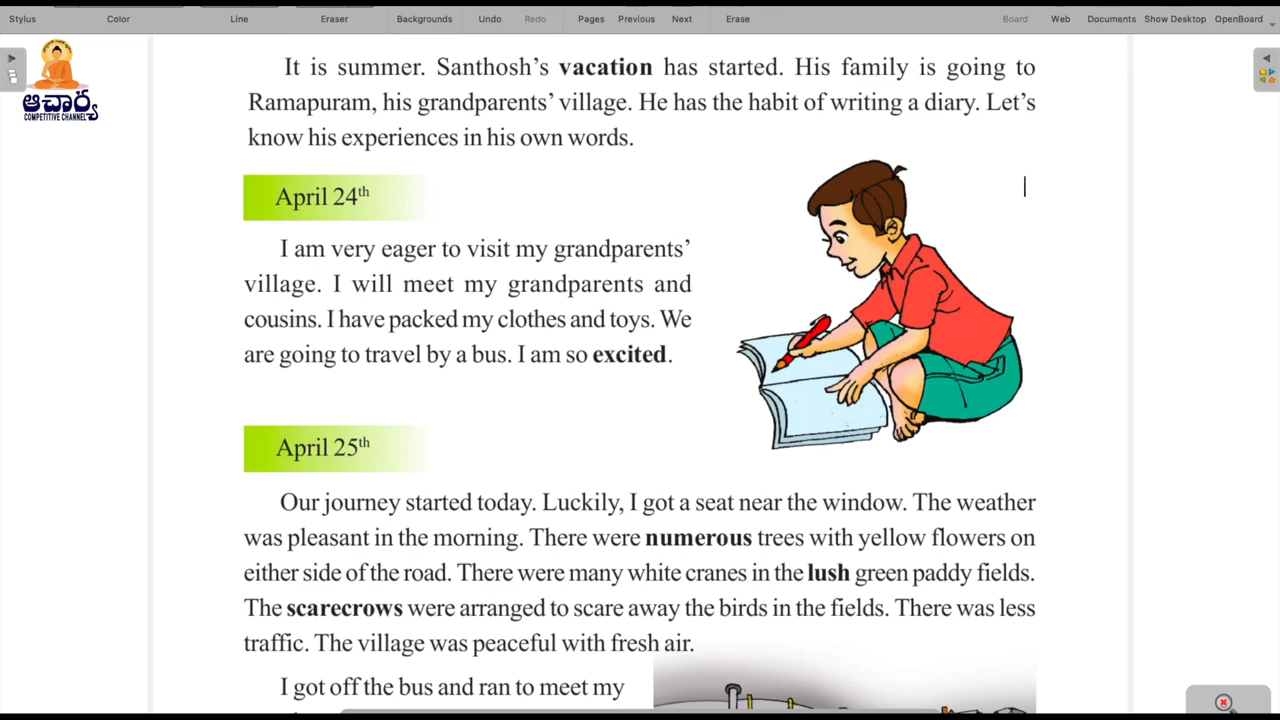 Stylus Color Line Eraser Backgrounds Undo Redo Pages Previous Next Erase Board Web Documents Show Desktop OpenBoard
ఆచార్య
COMPETITIVE CHANNEL
It is summer. Santhosh’s vacation has started. His family is going to
Ramapuram, his grandparents’ village. He has the habit of writing a diary. Let’s
know his experiences in his own words.
April 24th
I am very eager to visit my grandparents’
village. I will meet my grandparents and
cousins. I have packed my clothes and toys. We
are going to travel by a bus. I am so excited.
April 25th
Our journey started today. Luckily, I got a seat near the window. The weather
was pleasant in the morning. There were numerous trees with yellow flowers on
either side of the road. There were many white cranes in the lush green paddy fields.
The scarecrows were arranged to scare away the birds in the fields. There was less
traffic. The village was peaceful with fresh air.
I got off the bus and ran to meet my